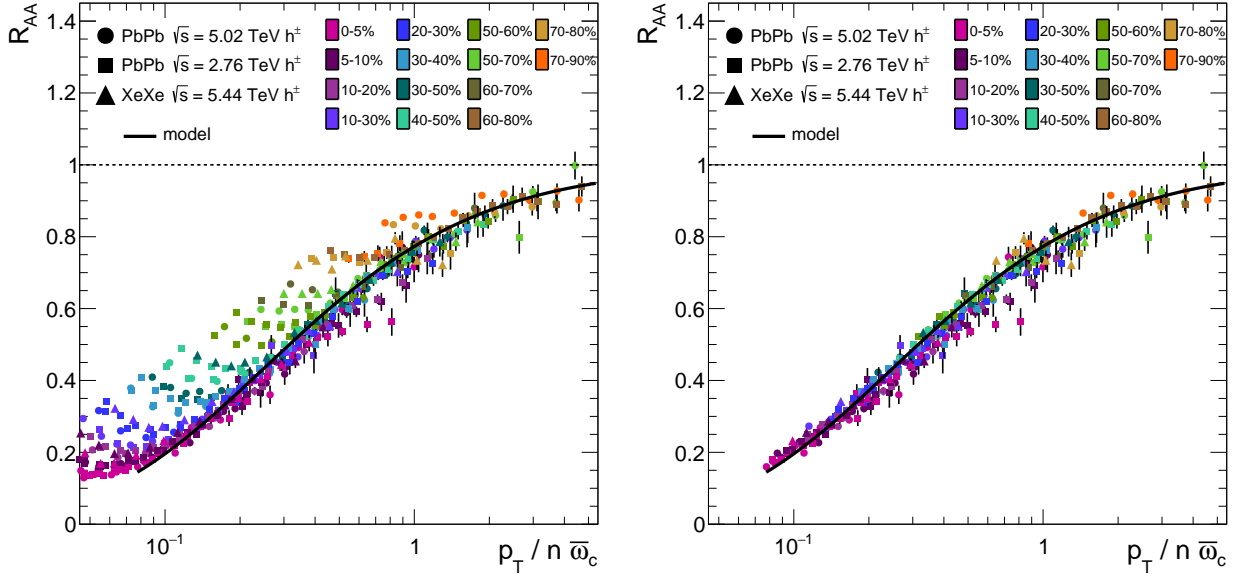 R_AA
1.4
1.2
1
0.8
0.6
0.4
0.2
0
PbPb √s = 5.02 TeV h±
PbPb √s = 2.76 TeV h±
XeXe √s = 5.44 TeV h±
model
0-5% 20-30% 50-60% 70-80%
5-10% 30-40% 50-70% 70-90%
10-20% 30-50% 60-70%
10-30% 40-50% 60-80%
10⁻¹ 1
p_T / n ω̅_c
R_AA
1.4
1.2
1
0.8
0.6
0.4
0.2
0
PbPb √s = 5.02 TeV h±
PbPb √s = 2.76 TeV h±
XeXe √s = 5.44 TeV h±
model
0-5% 20-30% 50-60% 70-80%
5-10% 30-40% 50-70% 70-90%
10-20% 30-50% 60-70%
10-30% 40-50% 60-80%
10⁻¹ 1
p_T / n ω̅_c